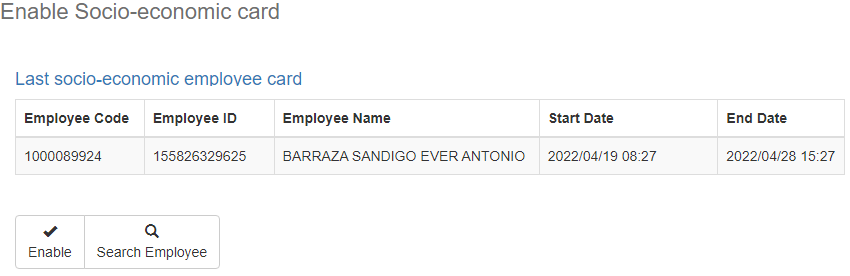 Enable Socio-economic card
Last socio-economic employee card
Employee Code Employee ID Employee Name Start Date End Date
1000089924 155826329625 BARRAZA SANDIGO EVER ANTONIO 2022/04/19 08:27 2022/04/28 15:27
Enable Search Employee